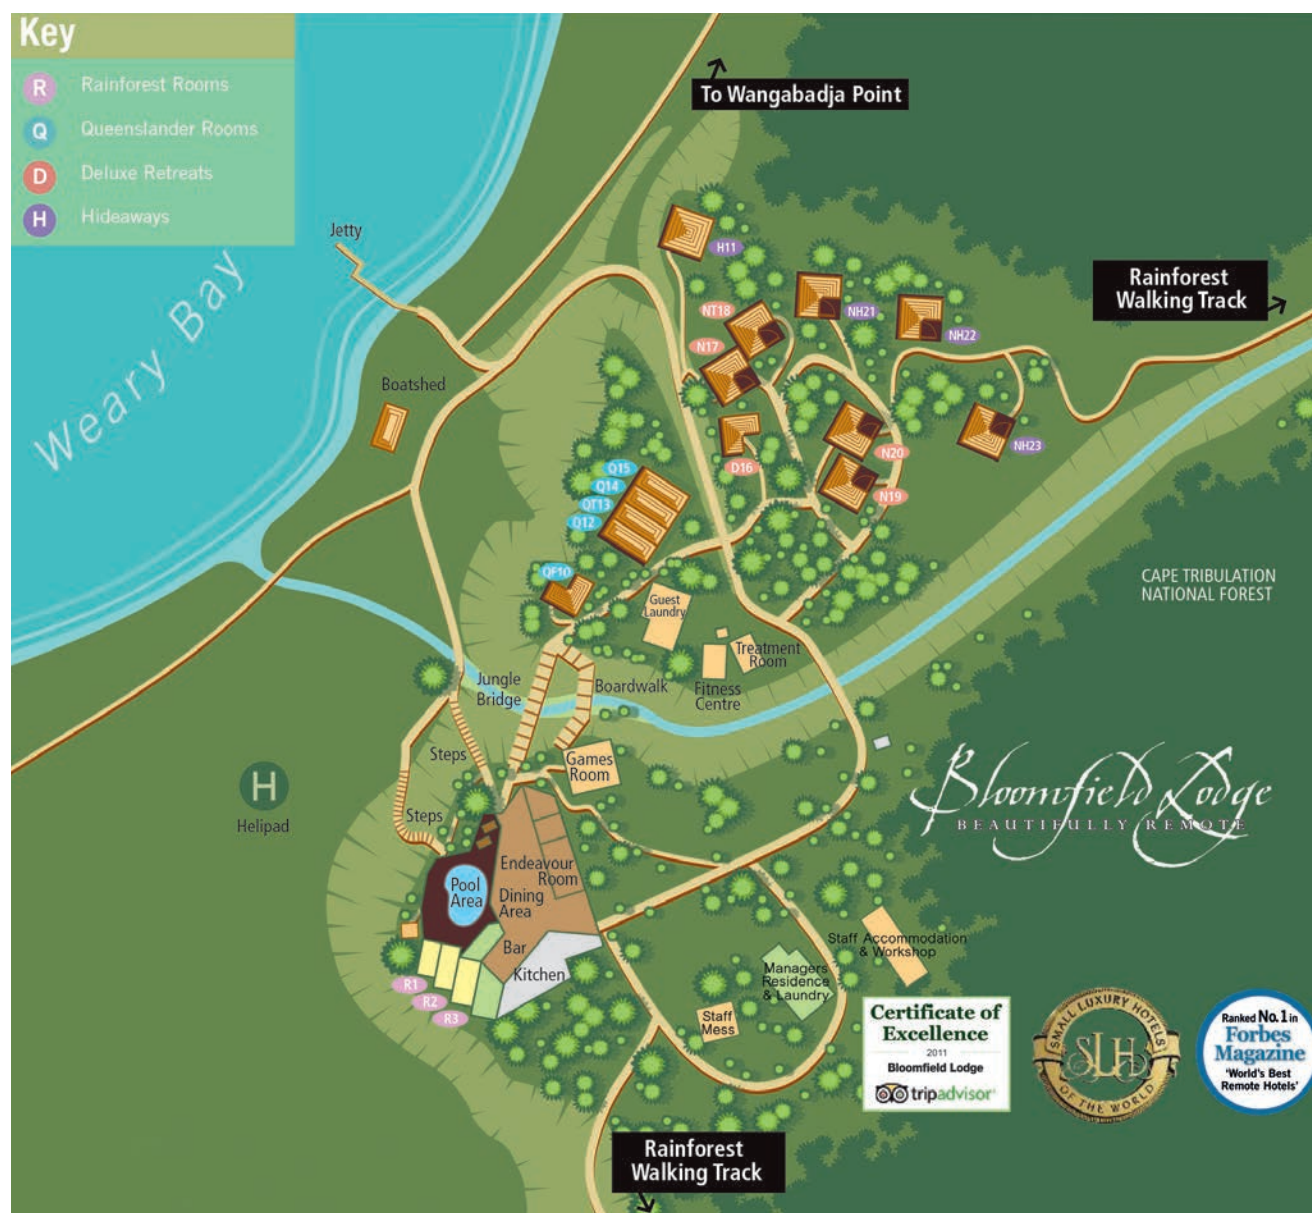 Key
R Rainforest Rooms
Q Queenslander Rooms
D Deluxe Retreats
H Hideaways
To Wangabadja Point
Jetty
Weary Bay
H11
Rainforest
Walking Track
NT18
NH21
NH22
N17
Boatshed
N20
NH23
D16
Q15
Q14
QT13
Q12
N19
QF10
CAPE TRIBULATION
NATIONAL FOREST
Guest
Laundry
Treatment
Room
Fitness
Centre
Jungle
Bridge
Boardwalk
Steps
Games
Room
H
Helipad
Steps
Bloomfield Lodge
BEAUTIFULLY REMOTE
Endeavour
Room
Pool
Area
Dining
Area
Bar
Kitchen
R1
R2
R3
Staff Accommodation
& Workshop
Managers
Residence
& Laundry
Staff
Mess
Certificate of
Excellence
2011
Bloomfield Lodge
tripadvisor
SMALL LUXURY HOTELS
SLH
OF THE WORLD
Ranked No.1 in
Forbes
Magazine
'World's Best
Remote Hotels'
Rainforest
Walking Track